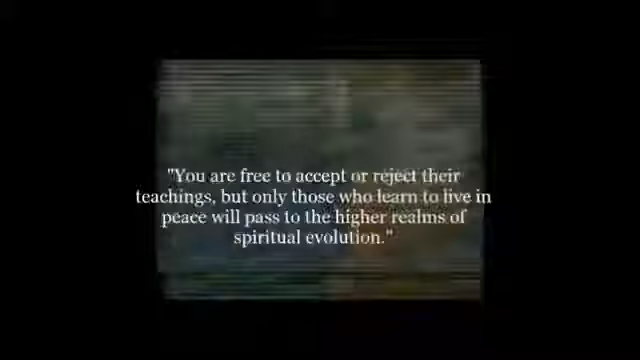 "You are free to accept or reject their
teachings, but only those who learn to live in
peace will pass to the higher realms of
spiritual evolution."